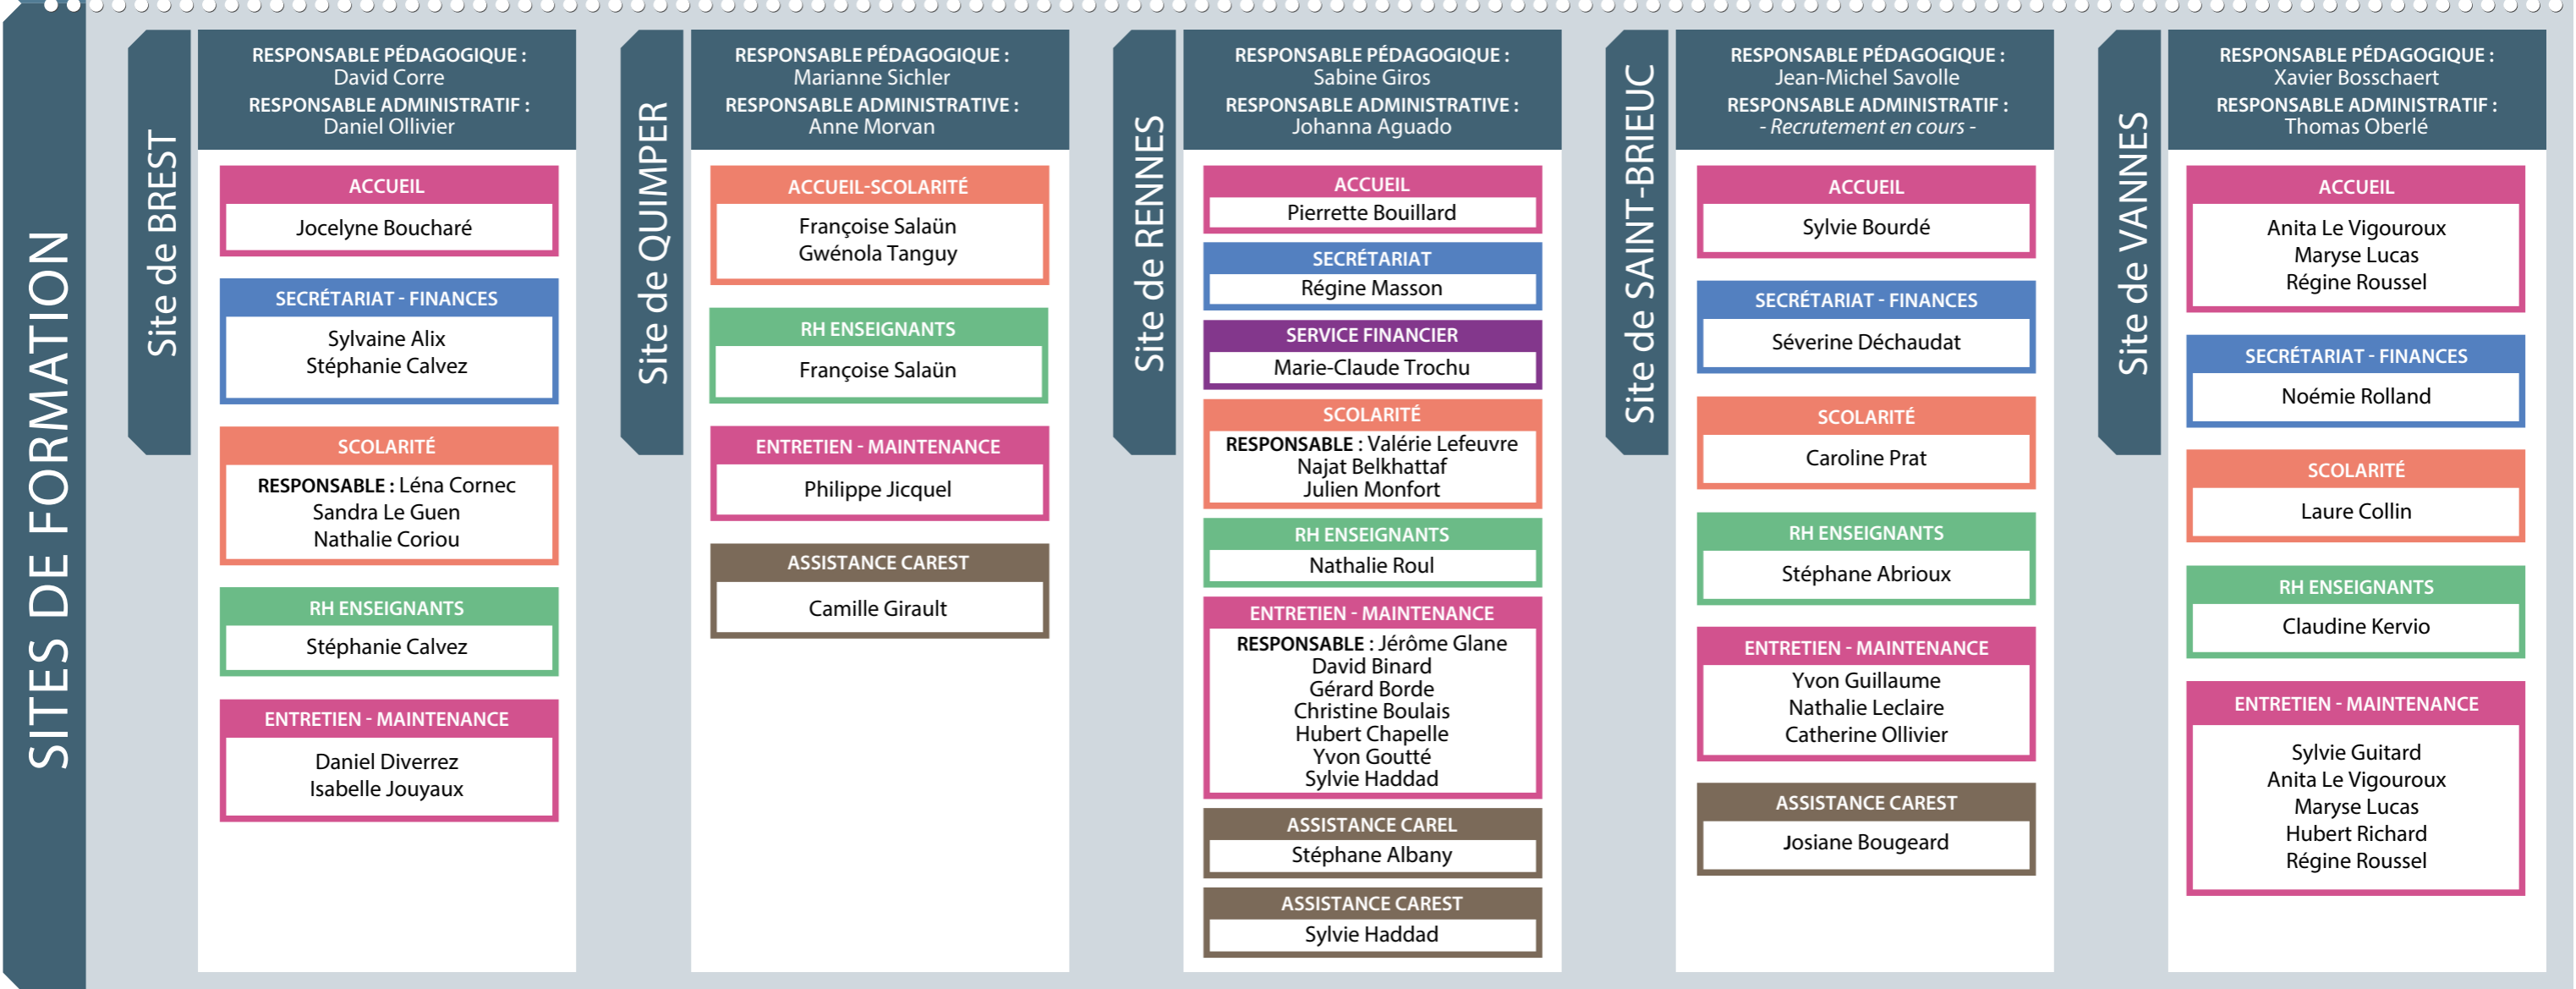 SITES DE FORMATION
Site de BREST
RESPONSABLE PÉDAGOGIQUE :
David Corre
RESPONSABLE ADMINISTRATIF :
Daniel Ollivier
ACCUEIL
Jocelyne Boucharé
SECRÉTARIAT - FINANCES
Sylvaine Alix
Stéphanie Calvez
SCOLARITÉ
RESPONSABLE : Léna Cornec
Sandra Le Guen
Nathalie Coriou
RH ENSEIGNANTS
Stéphanie Calvez
ENTRETIEN - MAINTENANCE
Daniel Diverrez
Isabelle Jouyaux
Site de QUIMPER
RESPONSABLE PÉDAGOGIQUE :
Marianne Sichler
RESPONSABLE ADMINISTRATIVE :
Anne Morvan
ACCUEIL-SCOLARITÉ
Françoise Salaün
Gwénola Tanguy
RH ENSEIGNANTS
Françoise Salaün
ENTRETIEN - MAINTENANCE
Philippe Jicquel
ASSISTANCE CAREST
Camille Girault
Site de RENNES
RESPONSABLE PÉDAGOGIQUE :
Sabine Giros
RESPONSABLE ADMINISTRATIVE :
Johanna Aguado
ACCUEIL
Pierrette Bouillard
SECRÉTARIAT
Régine Masson
SERVICE FINANCIER
Marie-Claude Trochu
SCOLARITÉ
RESPONSABLE : Valérie Lefeuvre
Najat Belkhattaf
Julien Monfort
RH ENSEIGNANTS
Nathalie Roul
ENTRETIEN - MAINTENANCE
RESPONSABLE : Jérôme Glane
David Binard
Gérard Borde
Christine Boulais
Hubert Chapelle
Yvon Goutté
Sylvie Haddad
ASSISTANCE CAREL
Stéphane Albany
ASSISTANCE CAREST
Sylvie Haddad
Site de SAINT-BRIEUC
RESPONSABLE PÉDAGOGIQUE :
Jean-Michel Savolle
RESPONSABLE ADMINISTRATIF :
- Recrutement en cours -
ACCUEIL
Sylvie Bourdé
SECRÉTARIAT - FINANCES
Séverine Déchaudat
SCOLARITÉ
Caroline Prat
RH ENSEIGNANTS
Stéphane Abrioux
ENTRETIEN - MAINTENANCE
Yvon Guillaume
Nathalie Leclaire
Catherine Ollivier
ASSISTANCE CAREST
Josiane Bougeard
Site de VANNES
RESPONSABLE PÉDAGOGIQUE :
Xavier Bosschaert
RESPONSABLE ADMINISTRATIF :
Thomas Oberlé
ACCUEIL
Anita Le Vigouroux
Maryse Lucas
Régine Roussel
SECRÉTARIAT - FINANCES
Noémie Rolland
SCOLARITÉ
Laure Collin
RH ENSEIGNANTS
Claudine Kervio
ENTRETIEN - MAINTENANCE
Sylvie Guitard
Anita Le Vigouroux
Maryse Lucas
Hubert Richard
Régine Roussel